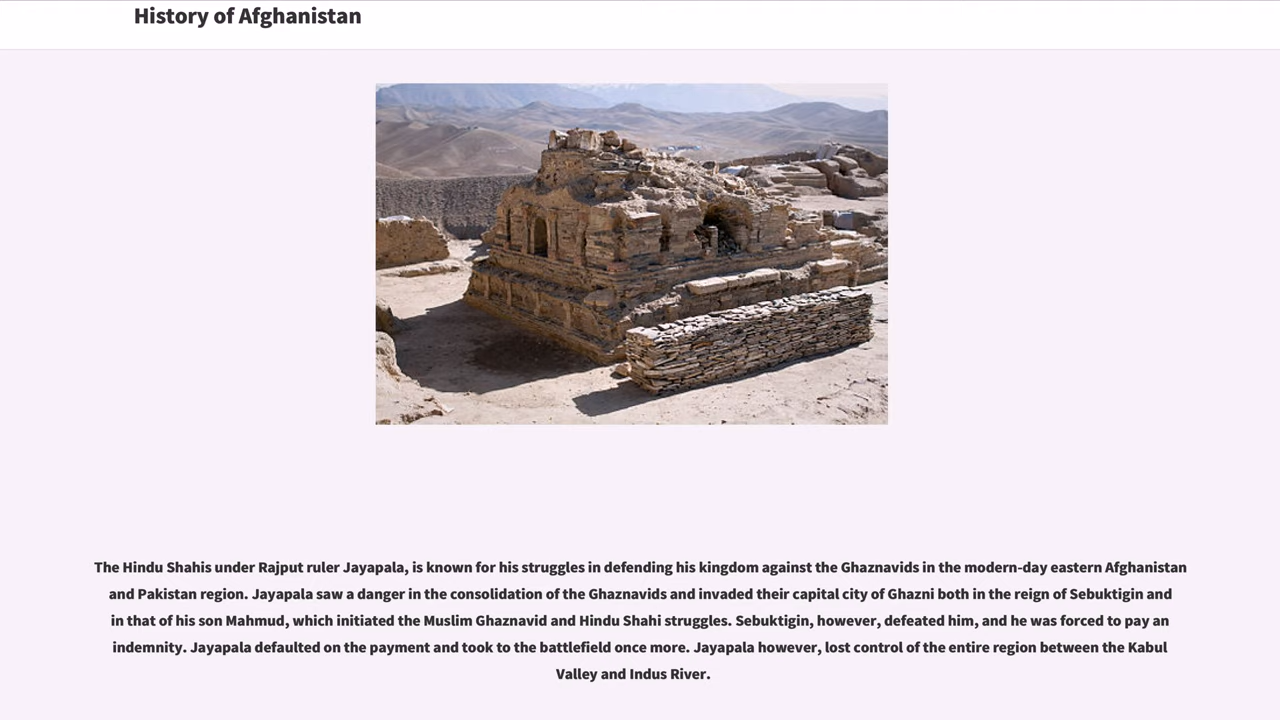 History of Afghanistan
The Hindu Shahis under Rajput ruler Jayapala, is known for his struggles in defending his kingdom against the Ghaznavids in the modern-day eastern Afghanistan
and Pakistan region. Jayapala saw a danger in the consolidation of the Ghaznavids and invaded their capital city of Ghazni both in the reign of Sebuktigin and
in that of his son Mahmud, which initiated the Muslim Ghaznavid and Hindu Shahi struggles. Sebuktigin, however, defeated him, and he was forced to pay an
indemnity. Jayapala defaulted on the payment and took to the battlefield once more. Jayapala however, lost control of the entire region between the Kabul
Valley and Indus River.